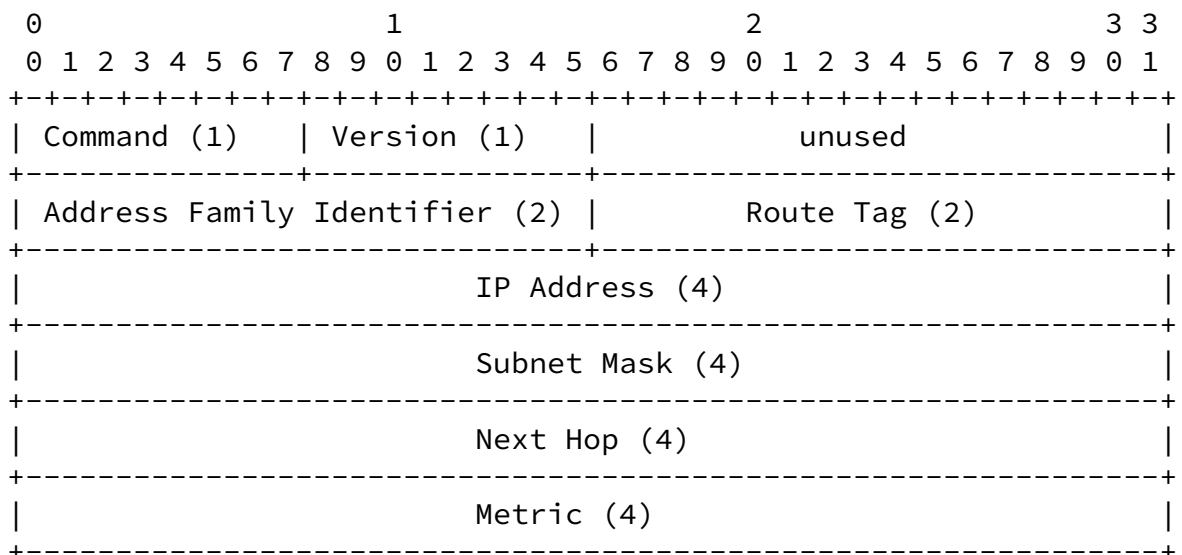 0                   1                   2                   3 3
 0 1 2 3 4 5 6 7 8 9 0 1 2 3 4 5 6 7 8 9 0 1 2 3 4 5 6 7 8 9 0 1
+-+-+-+-+-+-+-+-+-+-+-+-+-+-+-+-+-+-+-+-+-+-+-+-+-+-+-+-+-+-+-+-+
| Command (1)   | Version (1)   |           unused              |
+---------------+---------------+-------------------------------+
| Address Family Identifier (2) |        Route Tag (2)          |
+-------------------------------+-------------------------------+
|                         IP Address (4)                        |
+---------------------------------------------------------------+
|                         Subnet Mask (4)                       |
+---------------------------------------------------------------+
|                         Next Hop (4)                          |
+---------------------------------------------------------------+
|                         Metric (4)                            |
+---------------------------------------------------------------+